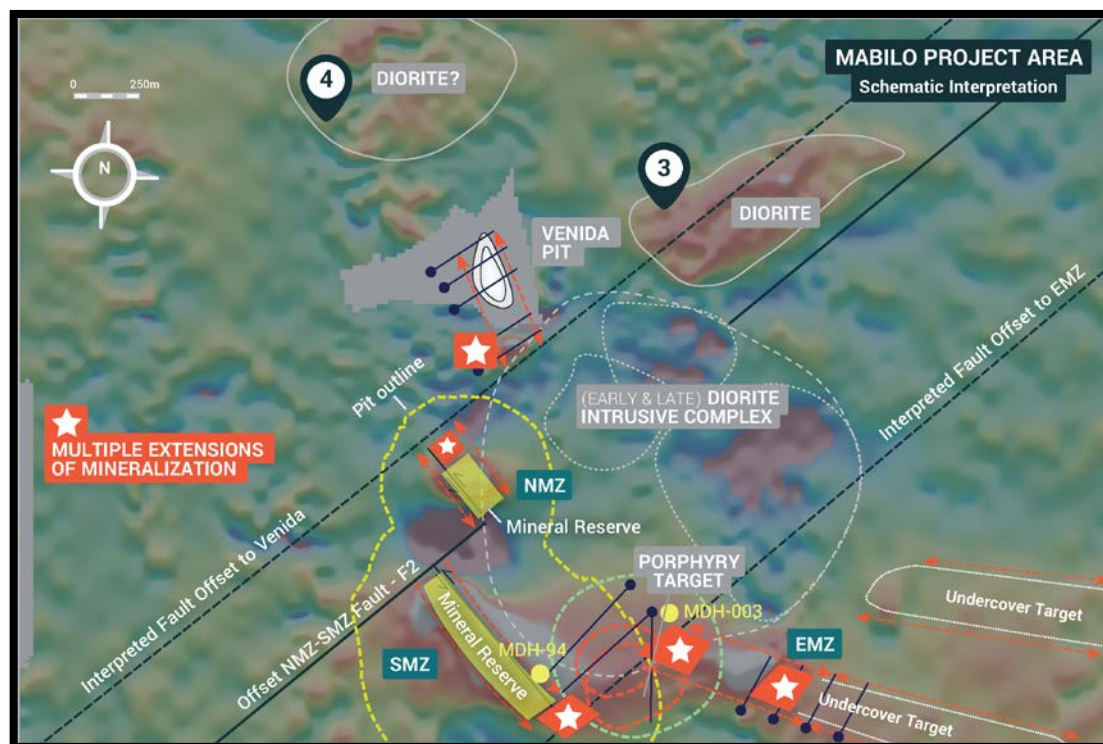 MABILO PROJECT AREA
Schematic Interpretation
0 250m
N
4
DIORITE?
3
DIORITE
VENIDA
PIT
Interpreted Fault Offset to EMZ
Pit outline
(EARLY & LATE) DIORITE
INTRUSIVE COMPLEX
MULTIPLE EXTENSIONS
OF MINERALIZATION
NMZ
Mineral Reserve
Interpreted Fault Offset to Venida
Offset NMZ-SMZ Fault - F2
PORPHYRY
TARGET
MDH-003
Undercover Target
Mineral Reserve
SMZ
MDH-94
EMZ
Undercover Target